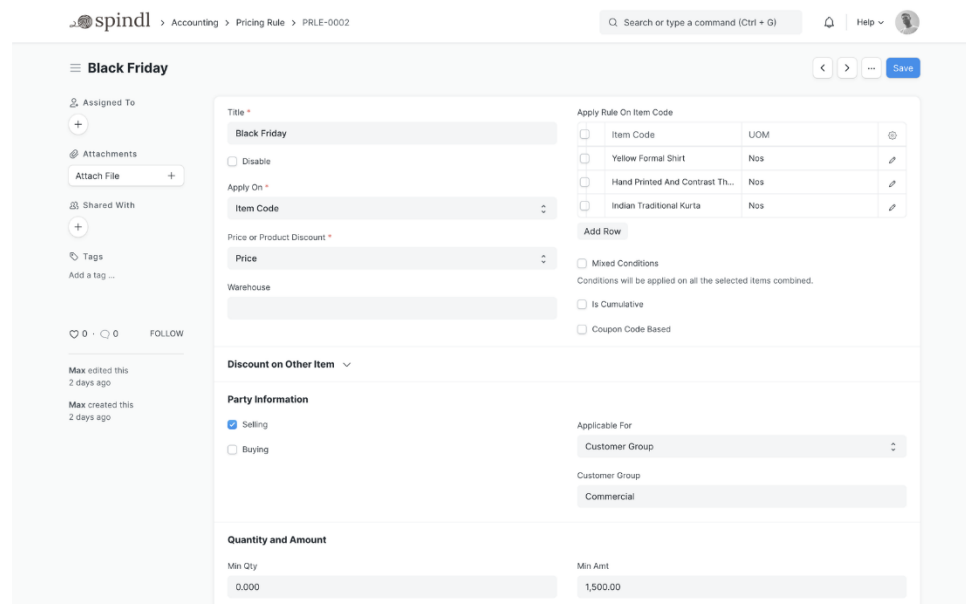 spindl > Accounting > Pricing Rule > PRLE-0002
Search or type a command (Ctrl + G)
Help
Black Friday
Save
Assigned To
Attachments
Attach File
Shared With
Tags
Add a tag ...
0 · 0 FOLLOW
Max edited this
2 days ago
Max created this
2 days ago
Title *
Black Friday
Disable
Apply On *
Item Code
Price or Product Discount *
Price
Warehouse
Apply Rule On Item Code
Item Code UOM
Yellow Formal Shirt Nos
Hand Printed And Contrast Th... Nos
Indian Traditional Kurta Nos
Add Row
Mixed Conditions
Conditions will be applied on all the selected items combined.
Is Cumulative
Coupon Code Based
Discount on Other Item
Party Information
Selling
Buying
Applicable For
Customer Group
Customer Group
Commercial
Quantity and Amount
Min Qty
0.000
Min Amt
1,500.00